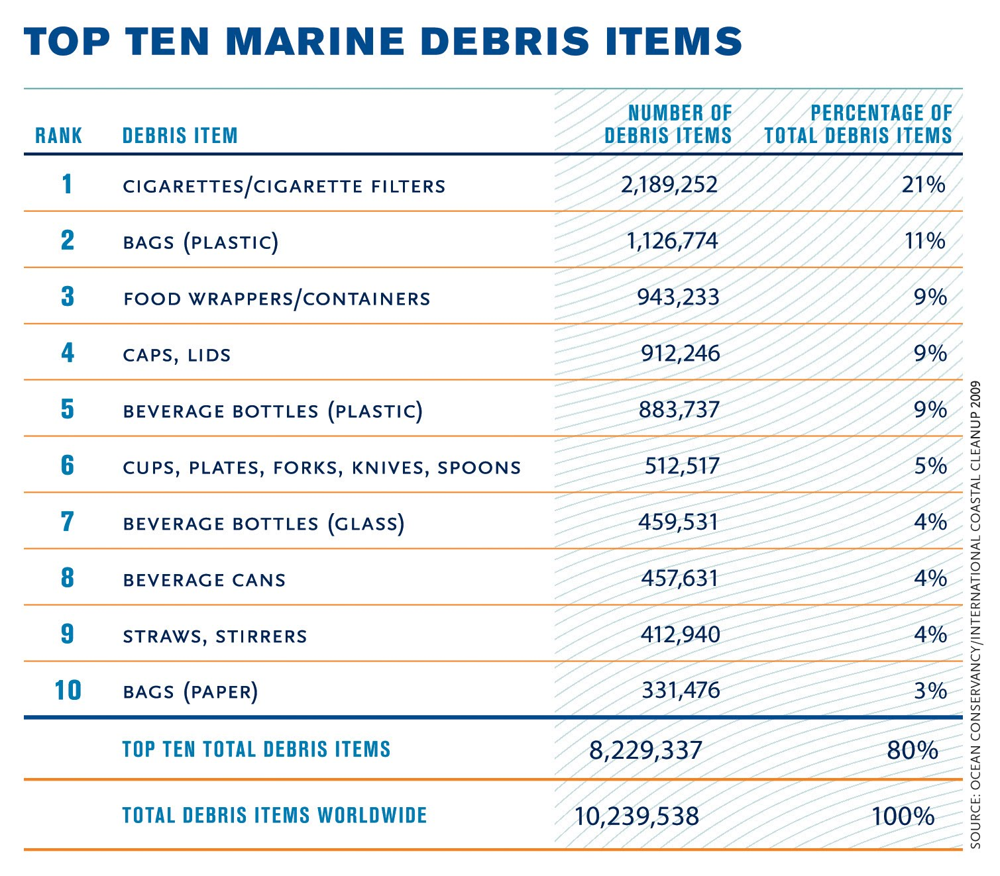 TOP TEN MARINE DEBRIS ITEMS
RANK DEBRIS ITEM NUMBER OF DEBRIS ITEMS PERCENTAGE OF TOTAL DEBRIS ITEMS
1 CIGARETTES/CIGARETTE FILTERS 2,189,252 21%
2 BAGS (PLASTIC) 1,126,774 11%
3 FOOD WRAPPERS/CONTAINERS 943,233 9%
4 CAPS, LIDS 912,246 9%
5 BEVERAGE BOTTLES (PLASTIC) 883,737 9%
6 CUPS, PLATES, FORKS, KNIVES, SPOONS 512,517 5%
7 BEVERAGE BOTTLES (GLASS) 459,531 4%
8 BEVERAGE CANS 457,631 4%
9 STRAWS, STIRRERS 412,940 4%
10 BAGS (PAPER) 331,476 3%
TOP TEN TOTAL DEBRIS ITEMS 8,229,337 80%
TOTAL DEBRIS ITEMS WORLDWIDE 10,239,538 100%
SOURCE: OCEAN CONSERVANCY/INTERNATIONAL COASTAL CLEANUP 2009